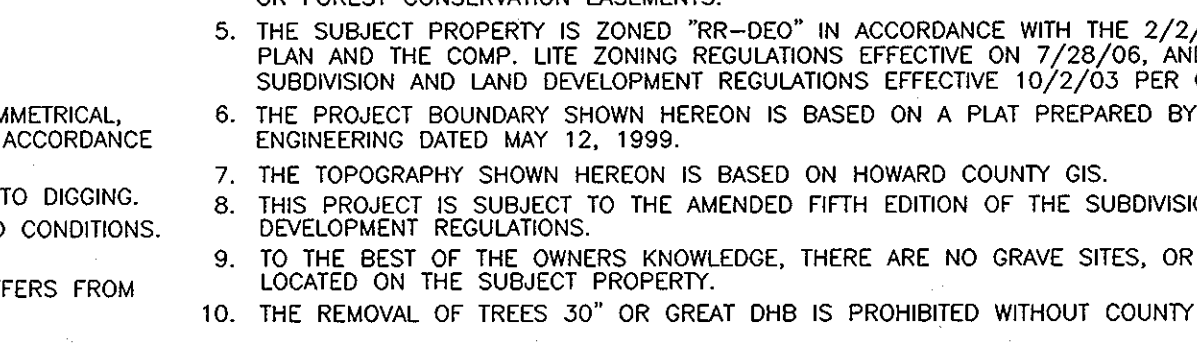 OR FOREST CONSERVATION EASEMENTS.
5. THE SUBJECT PROPERTY IS ZONED "RR-DEO" IN ACCORDANCE WITH THE 2/2/
PLAN AND THE COMP. LITE ZONING REGULATIONS EFFECTIVE ON 7/28/06, AN
SUBDIVISION AND LAND DEVELOPMENT REGULATIONS EFFECTIVE 10/2/03 PER
6. THE PROJECT BOUNDARY SHOWN HEREON IS BASED ON A PLAT PREPARED BY
ENGINEERING DATED MAY 12, 1999.
7. THE TOPOGRAPHY SHOWN HEREON IS BASED ON HOWARD COUNTY GIS.
8. THIS PROJECT IS SUBJECT TO THE AMENDED FIFTH EDITION OF THE SUBDIVISI
DEVELOPMENT REGULATIONS.
9. TO THE BEST OF THE OWNERS KNOWLEDGE, THERE ARE NO GRAVE SITES, OR
LOCATED ON THE SUBJECT PROPERTY.
10. THE REMOVAL OF TREES 30" OR GREAT DHB IS PROHIBITED WITHOUT COUNTY
MMETRICAL,
ACCORDANCE
TO DIGGING.
CONDITIONS.
FERS FROM